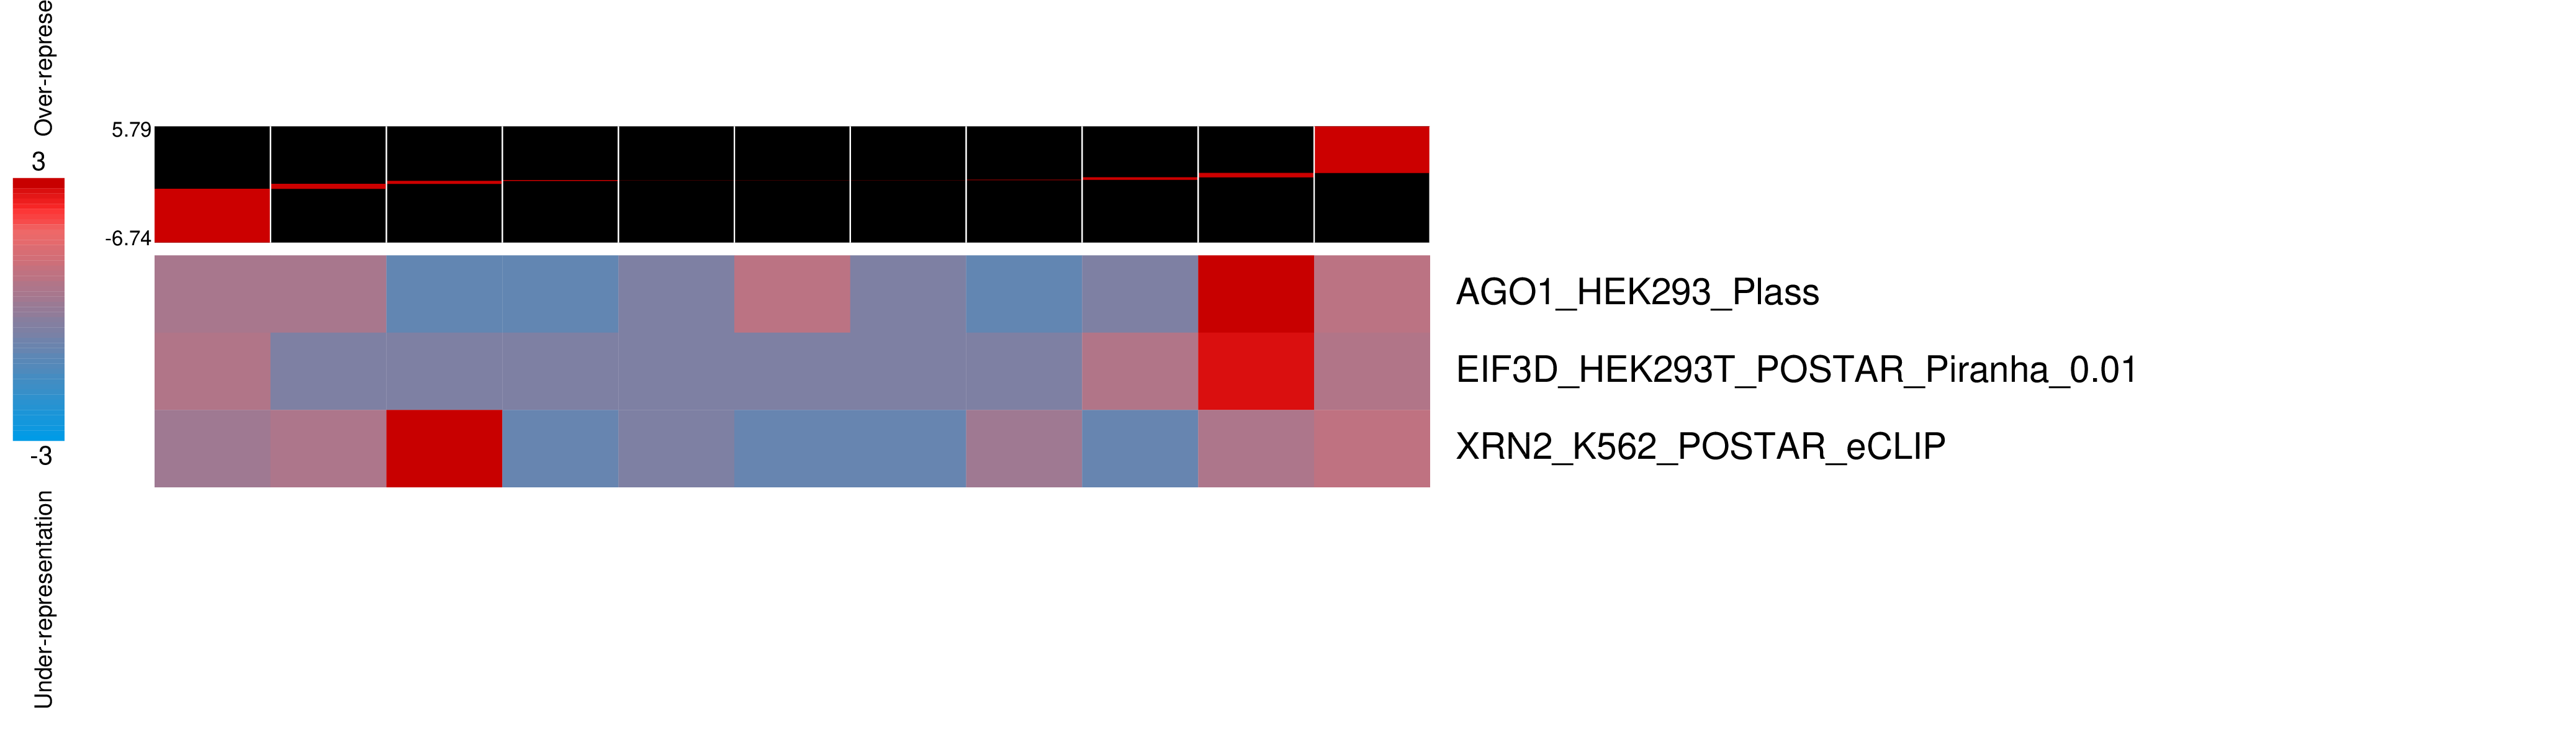 Over-represe
3
-3
Under-representation
5.79
-6.74
AGO1_HEK293_Plass
EIF3D_HEK293T_POSTAR_Piranha_0.01
XRN2_K562_POSTAR_eCLIP